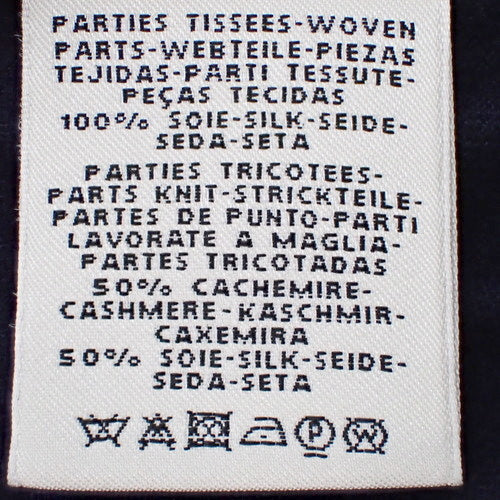 PARTIES TISSEES-WOVEN
PARTS-WEBTEILE-PIEZAS
TEJIDAS-PARTI TESSUTE-
PEÇAS TECIDAS
100% SOIE-SILK-SEIDE-
SEDA-SETA
PARTIES TRICOTEES-
PARTS KNIT-STRICKTEILE-
PARTES DE PUNTO-PARTI
LAVORATE A MAGLIA-
PARTES TRICOTADAS
50% CACHEMIRE-
CASHMERE-KASCHMIR-
CAXEMIRA
50% SOIE-SILK-SEIDE-
SEDA-SETA
P W